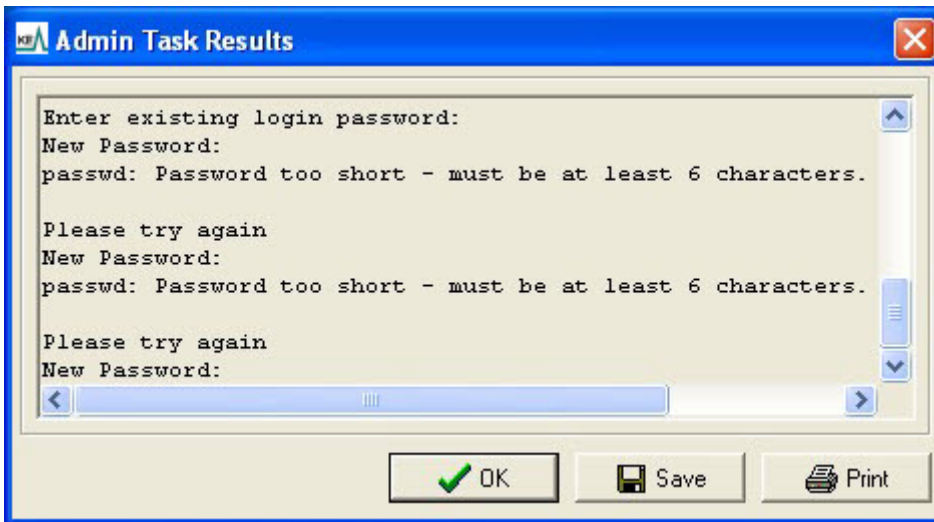 KE Admin Task Results
Enter existing login password:
New Password:
passwd: Password too short - must be at least 6 characters.
Please try again
New Password:
passwd: Password too short - must be at least 6 characters.
Please try again
New Password:
OK
Save
Print